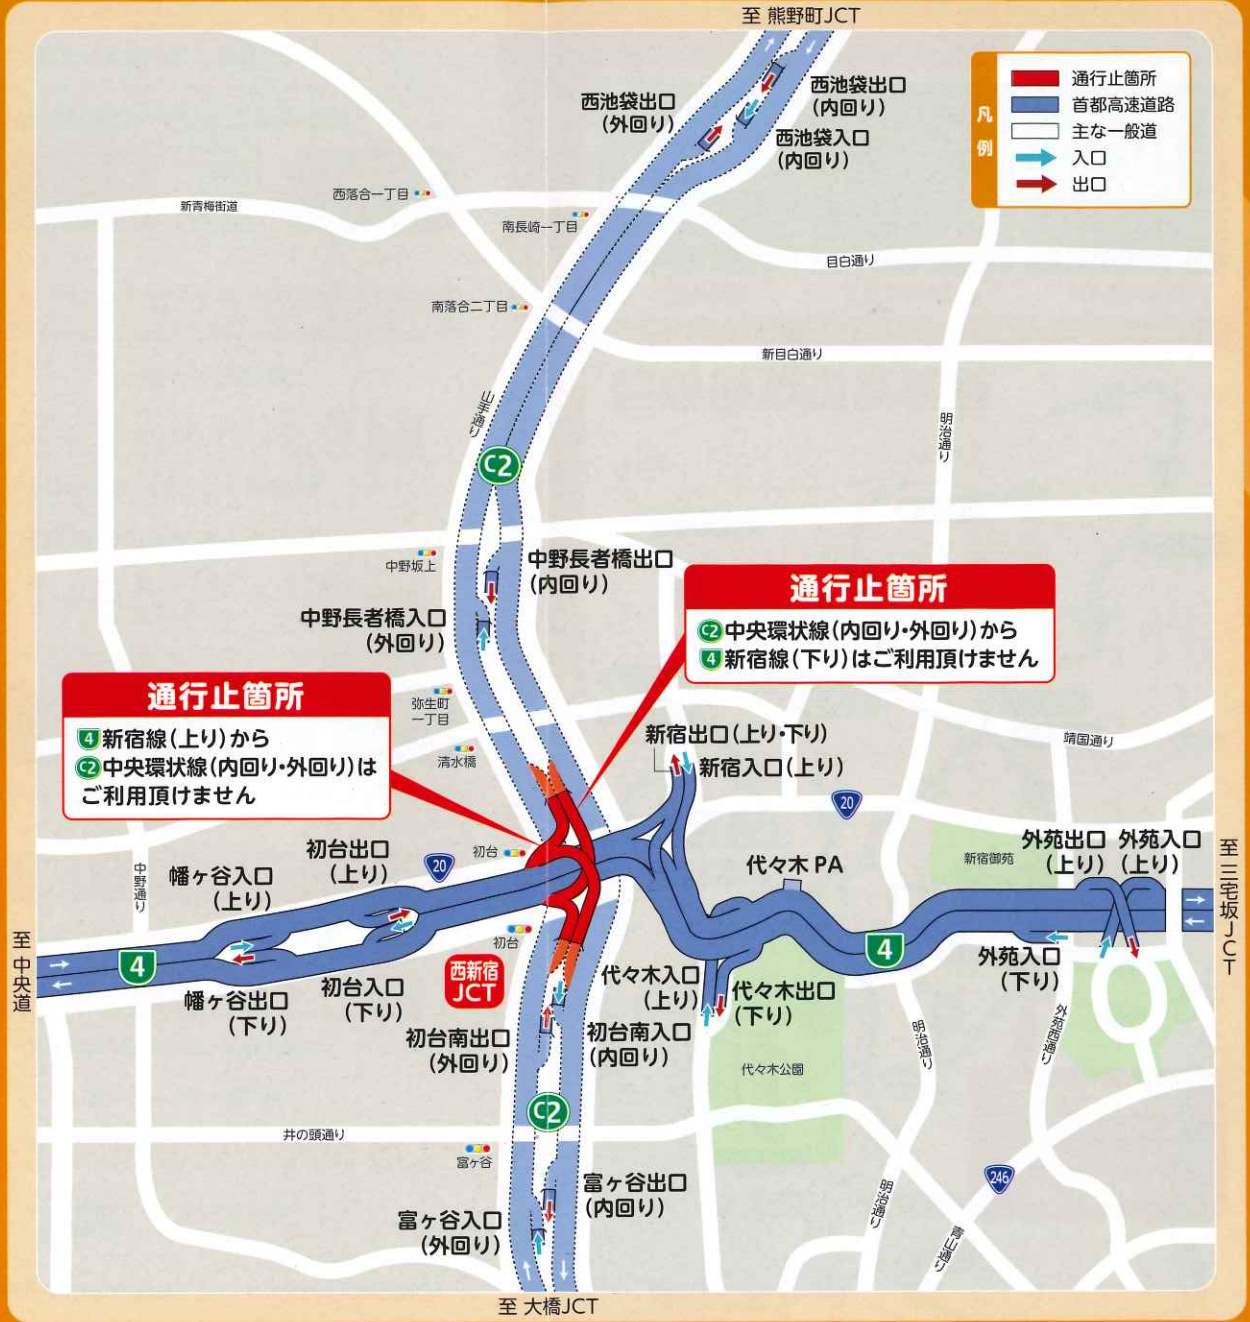 至 熊野町JCT
凡例
通行止箇所
首都高速道路
主な一般道
入口
出口
西池袋出口
(外回り)
西池袋出口
(内回り)
西池袋入口
(内回り)
西落合一丁目
新青梅街道
南長崎一丁目
目白通り
南落合二丁目
新目白通り
山手通り
明治通り
C2
中野坂上
中野長者橋出口
(内回り)
中野長者橋入口
(外回り)
通行止箇所
C2中央環状線(内回り・外回り)から
4新宿線(下り)はご利用頂けません
通行止箇所
4新宿線(上り)から
C2中央環状線(内回り・外回り)は
ご利用頂けません
弥生町
一丁目
清水橋
新宿出口(上り・下り)
新宿入口(上り)
靖国通り
20
初台
初台出口
(上り)
20
幡ヶ谷入口
(上り)
中野通り
代々木PA
新宿御苑
外苑出口
(上り)
外苑入口
(上り)
至 三宅坂JCT
至 中央道
4
4
初台
西新宿
JCT
幡ヶ谷出口
(下り)
初台入口
(下り)
代々木入口
(上り)
代々木出口
(下り)
外苑入口
(下り)
初台南出口
(外回り)
初台南入口
(内回り)
明治通り
外苑西通り
代々木公園
C2
井の頭通り
富ヶ谷
富ヶ谷出口
(内回り)
富ヶ谷入口
(外回り)
246
明治通り
青山通り
至 大橋JCT